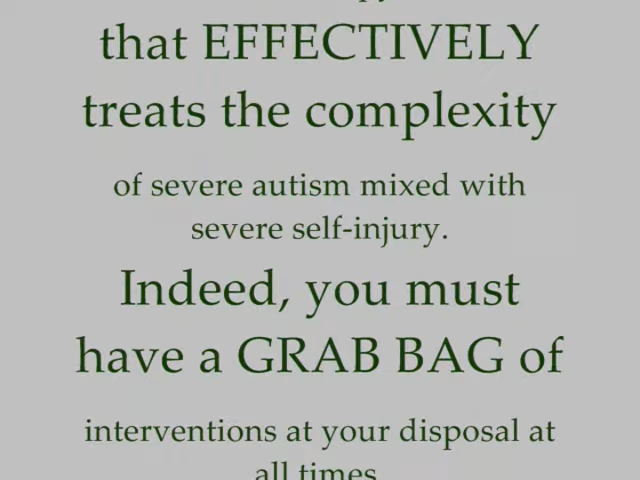 that EFFECTIVELY
treats the complexity
of severe autism mixed with
severe self-injury.
Indeed, you must
have a GRAB BAG of
interventions at your disposal at
all times